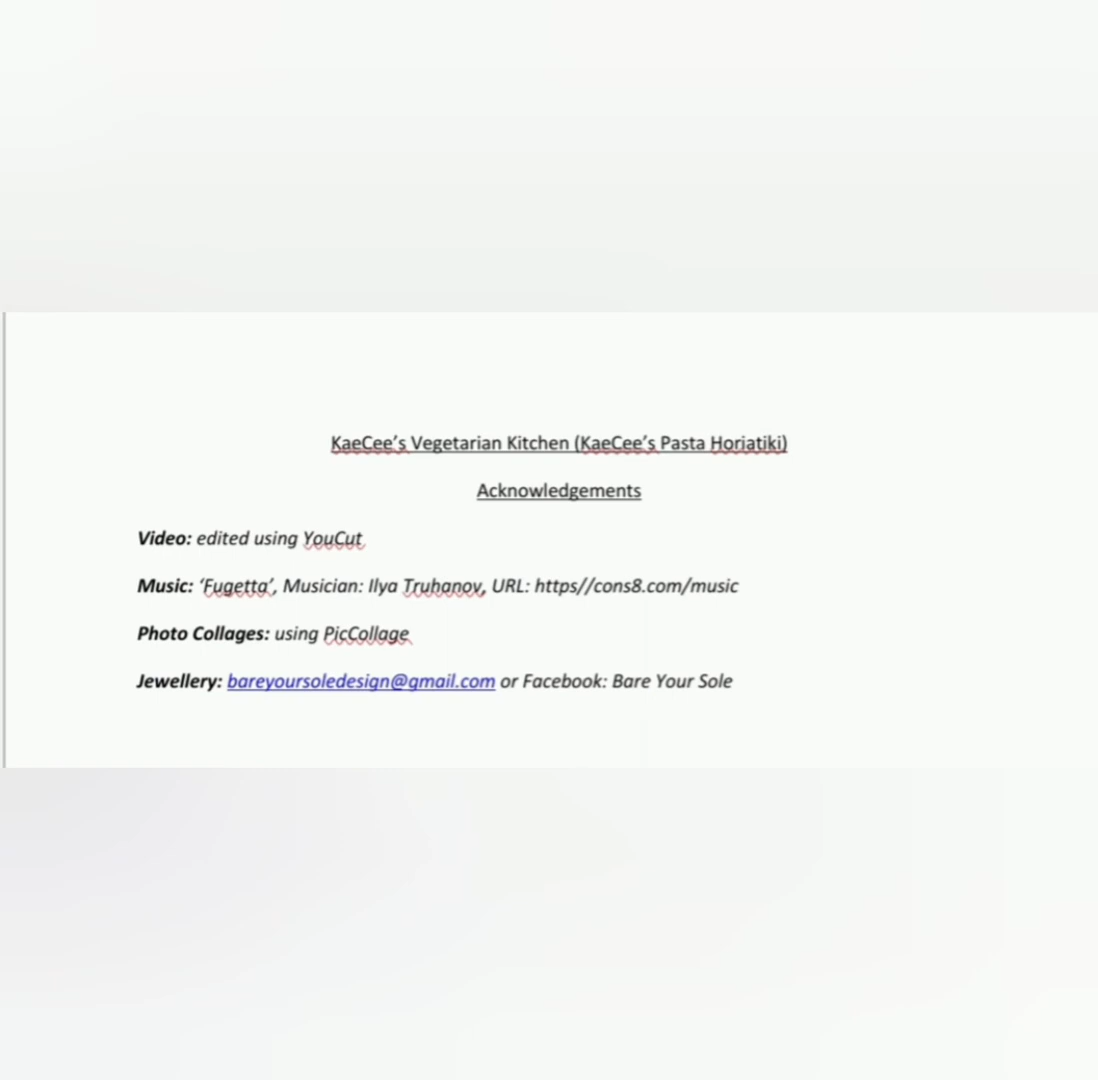 KaeCee's Vegetarian Kitchen (KaeCee's Pasta Horiatiki)
Acknowledgements
Video: edited using YouCut
Music: ‘Fugetta’, Musician: Ilya Truhanov, URL: https//cons8.com/music
Photo Collages: using PicCollage
Jewellery: bareyoursoledesign@gmail.com or Facebook: Bare Your Sole